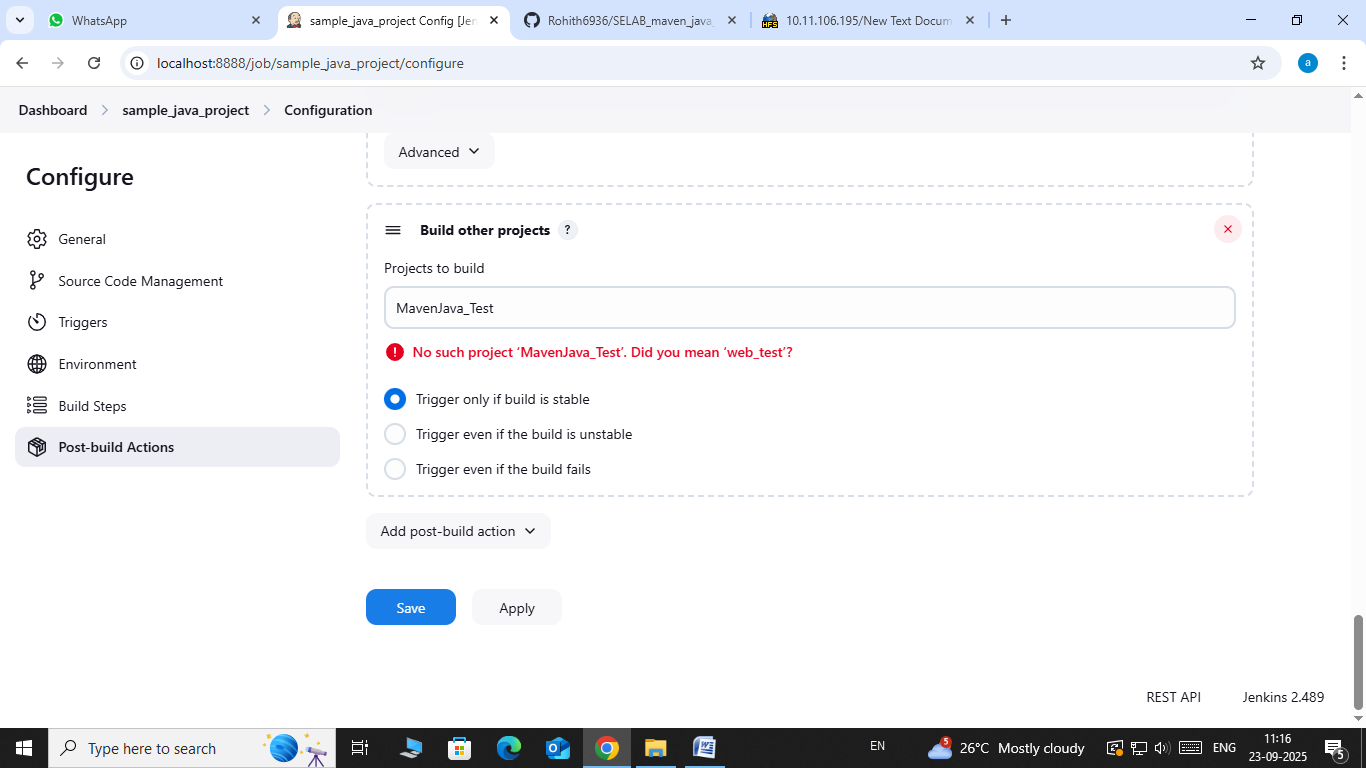 WhatsApp
sample_java_project Config [Jen
Rohith6936/SELAB_maven_java_
10.11.106.195/New Text Docum
localhost:8888/job/sample_java_project/configure
a
Dashboard
sample_java_project
Configuration
Configure
General
Source Code Management
Triggers
Environment
Build Steps
Post-build Actions
Advanced
Build other projects ?
Projects to build
MavenJava_Test
No such project ‘MavenJava_Test’. Did you mean ‘web_test’?
Trigger only if build is stable
Trigger even if the build is unstable
Trigger even if the build fails
Add post-build action
Save
Apply
REST API
Jenkins 2.489
Type here to search
EN
5
26°C Mostly cloudy
ENG
11:16
23-09-2025
5
HFS